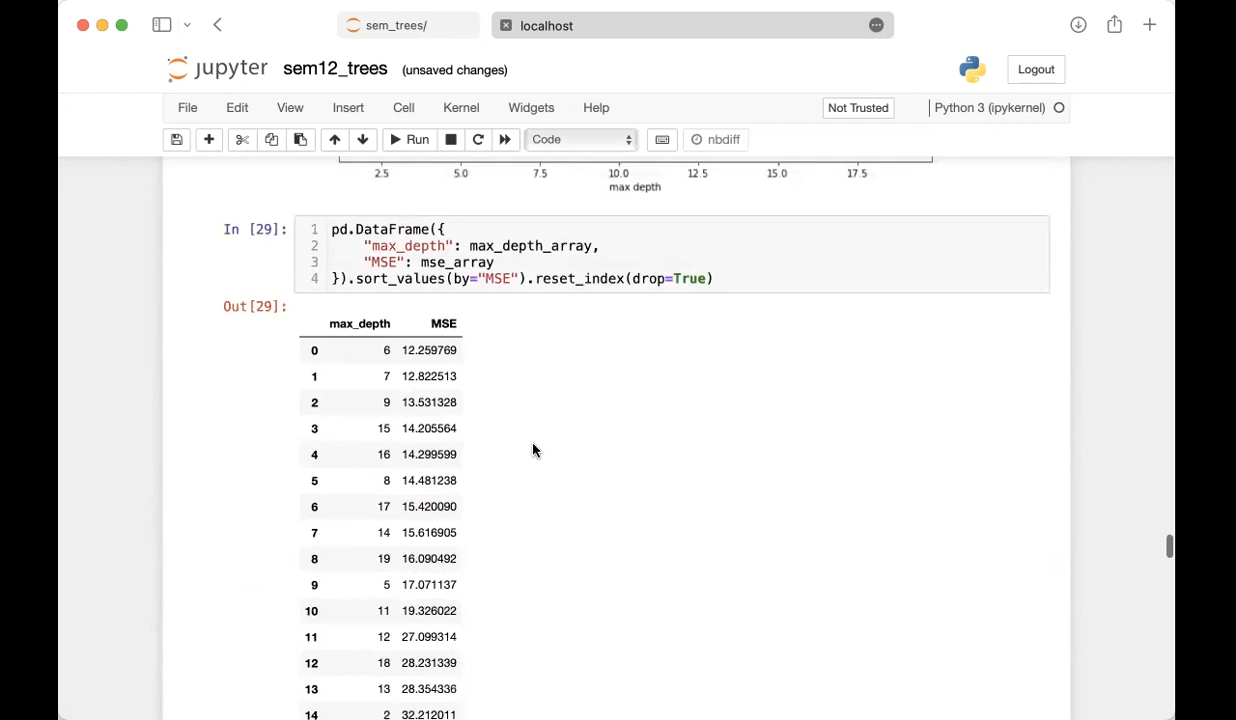 sem_trees/
localhost
jupyter sem12_trees (unsaved changes)
Logout
File Edit View Insert Cell Kernel Widgets Help
Not Trusted
Python 3 (ipykernel)
Run
Code
nbdiff
2.5 5.0 7.5 10.0 12.5 15.0 17.5
max depth
In [29]:
1 pd.DataFrame({
2 "max_depth": max_depth_array,
3 "MSE": mse_array
4 }).sort_values(by="MSE").reset_index(drop=True)
Out[29]:
max_depth MSE
0 6 12.259769
1 7 12.822513
2 9 13.531328
3 15 14.205564
4 16 14.299599
5 8 14.481238
6 17 15.420090
7 14 15.616905
8 19 16.090492
9 5 17.071137
10 11 19.326022
11 12 27.099314
12 18 28.231339
13 13 28.354336
14 2 32.212011